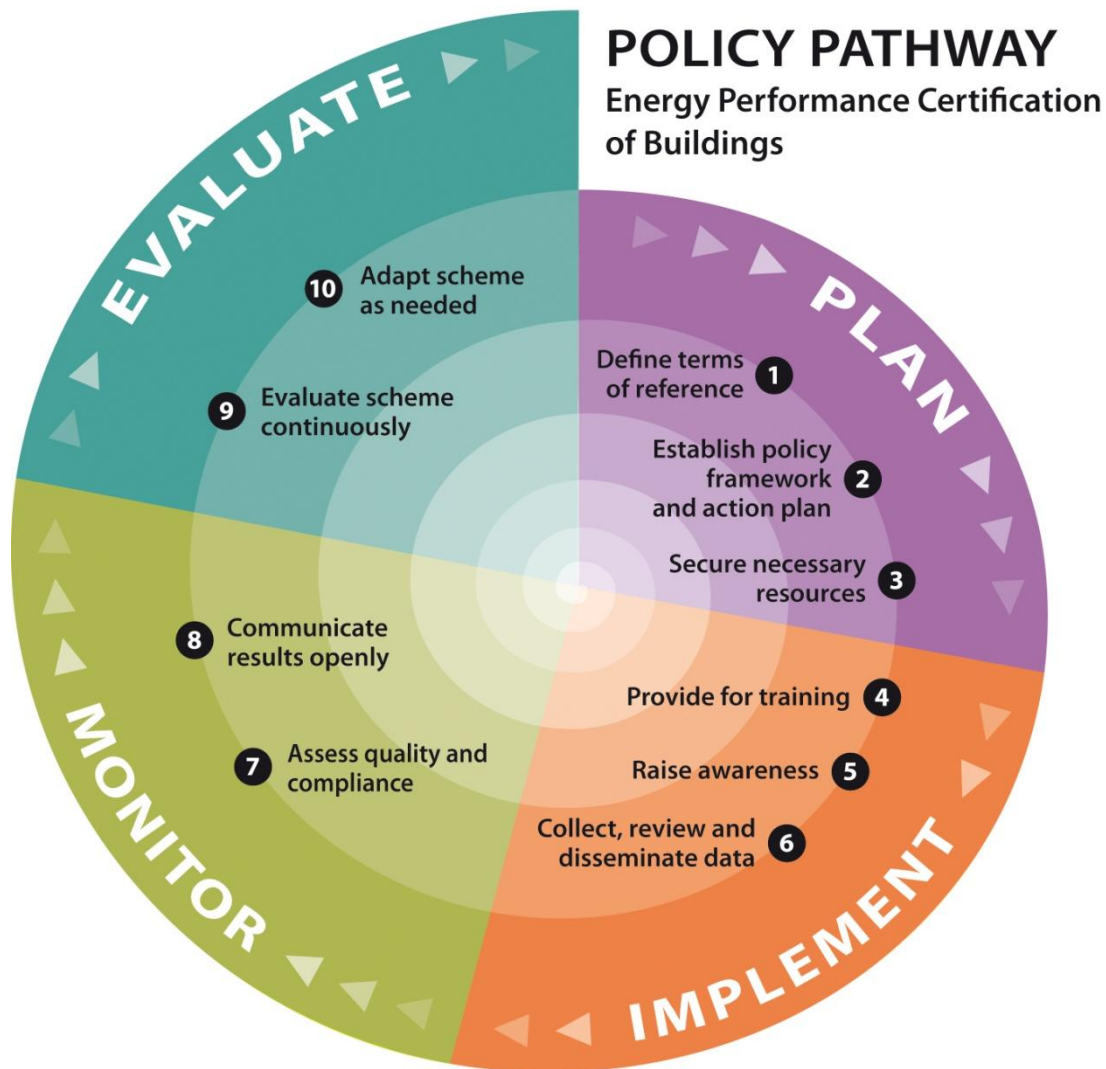 POLICY PATHWAY
Energy Performance Certification
of Buildings
PLAN
1
Define terms
of reference
2
Establish policy
framework
and action plan
3
Secure necessary
resources
IMPLEMENT
4
Provide for training
5
Raise awareness
6
Collect, review and
disseminate data
MONITOR
7
Assess quality and
compliance
8
Communicate
results openly
EVALUATE
9
Evaluate scheme
continuously
10
Adapt scheme
as needed